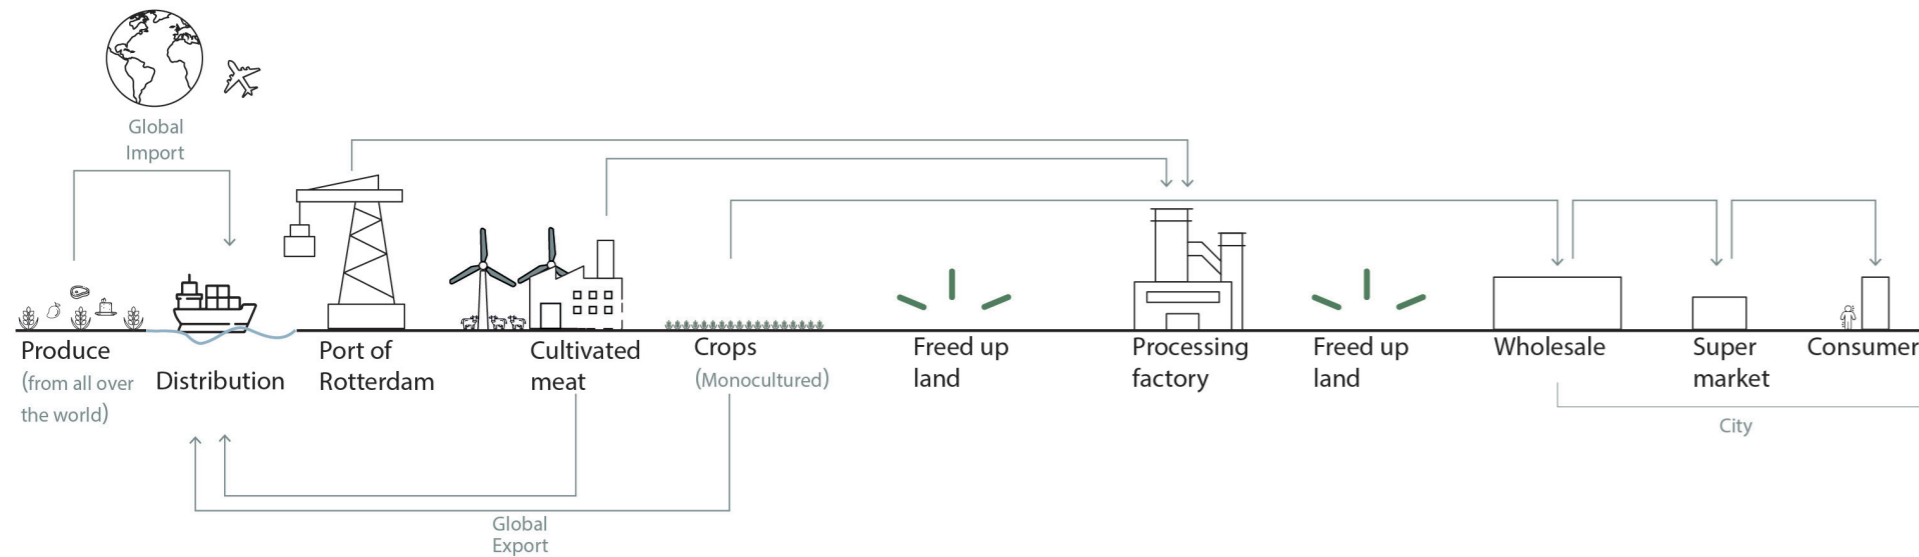 Global
Import
Produce
(from all over
the world)
Distribution
Port of
Rotterdam
Cultivated
meat
Crops
(Monocultured)
Freed up
land
Processing
factory
Freed up
land
Wholesale
Super
market
Consumer
City
Global
Export